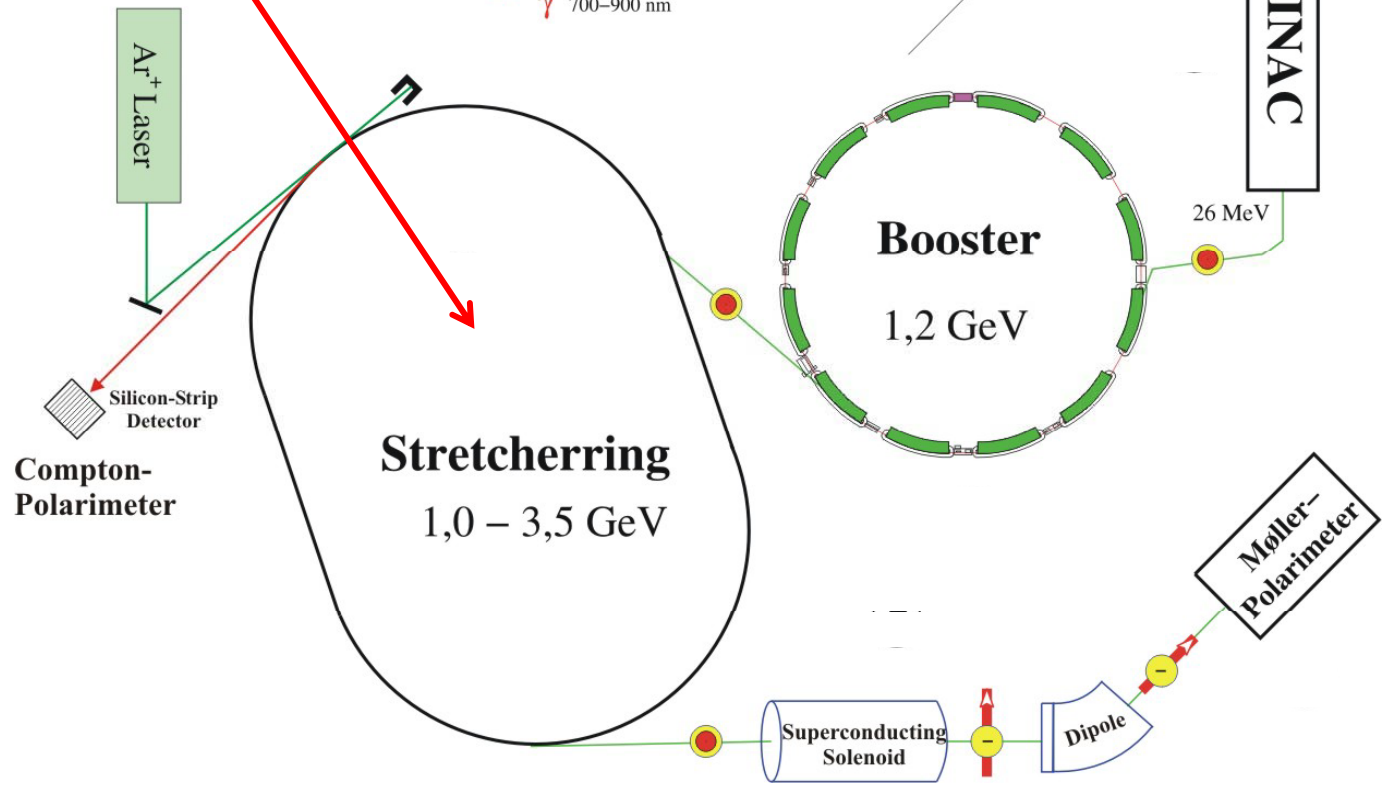 γ 700–900 nm
INAC
Ar⁺ Laser
26 MeV
Booster
1,2 GeV
Silicon-Strip
Detector
Compton-
Polarimeter
Stretcherring
1,0 – 3,5 GeV
Møller–
Polarimeter
Superconducting
Solenoid
−
Dipole
−